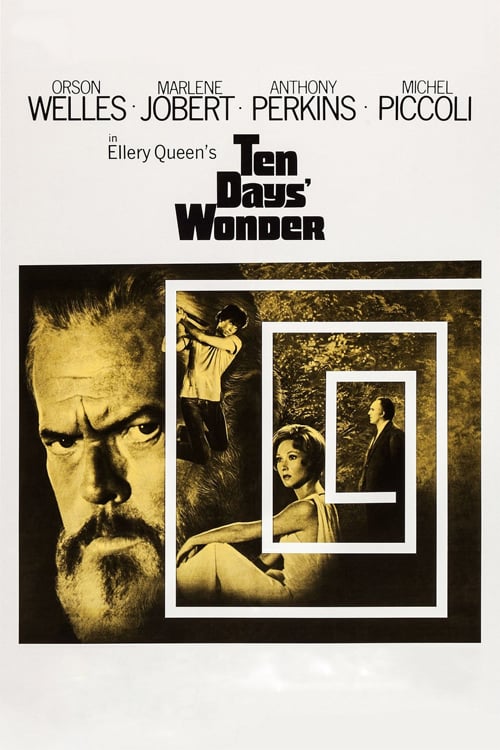 ORSON MARLENE ANTHONY MICHEL
WELLES · JOBERT · PERKINS · PICCOLI
in
Ellery Queen's
Ten
Days'
Wonder